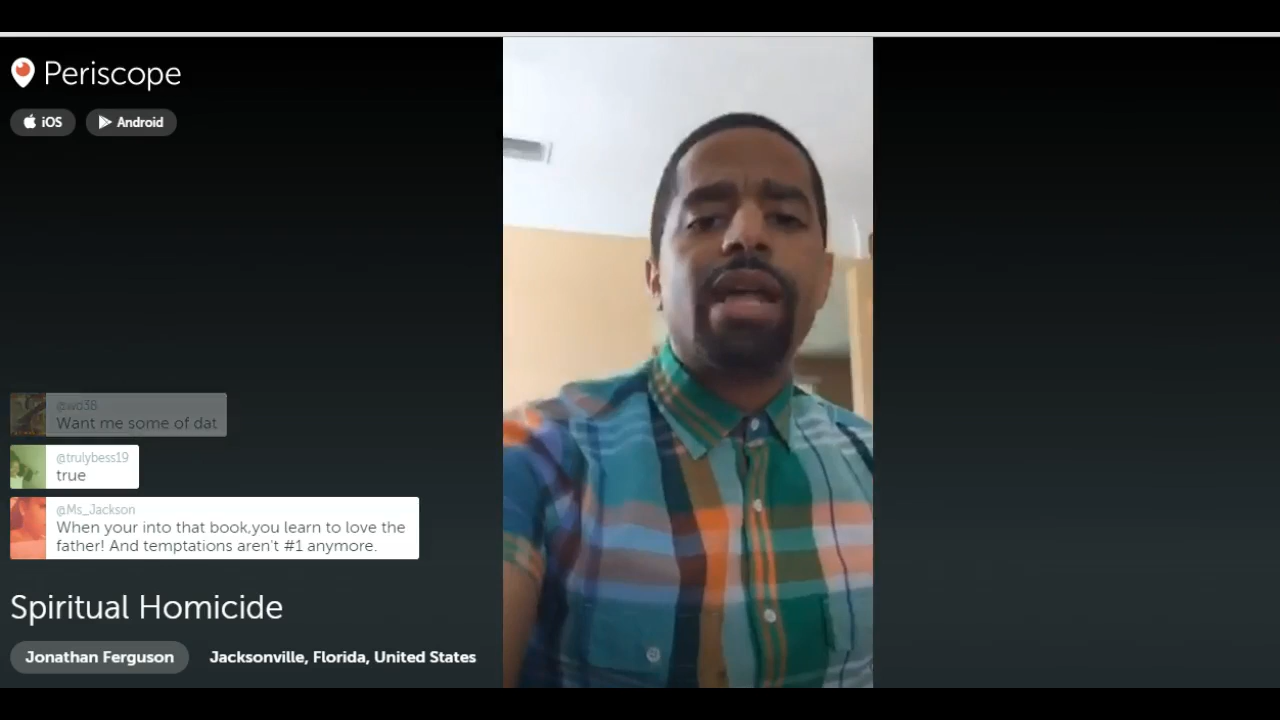 Periscope
iOS
Android
@wd38
Want me some of dat
@trulybess19
true
@Ms_Jackson
When your into that book,you learn to love the
father! And temptations aren't #1 anymore.
Spiritual Homicide
Jonathan Ferguson
Jacksonville, Florida, United States